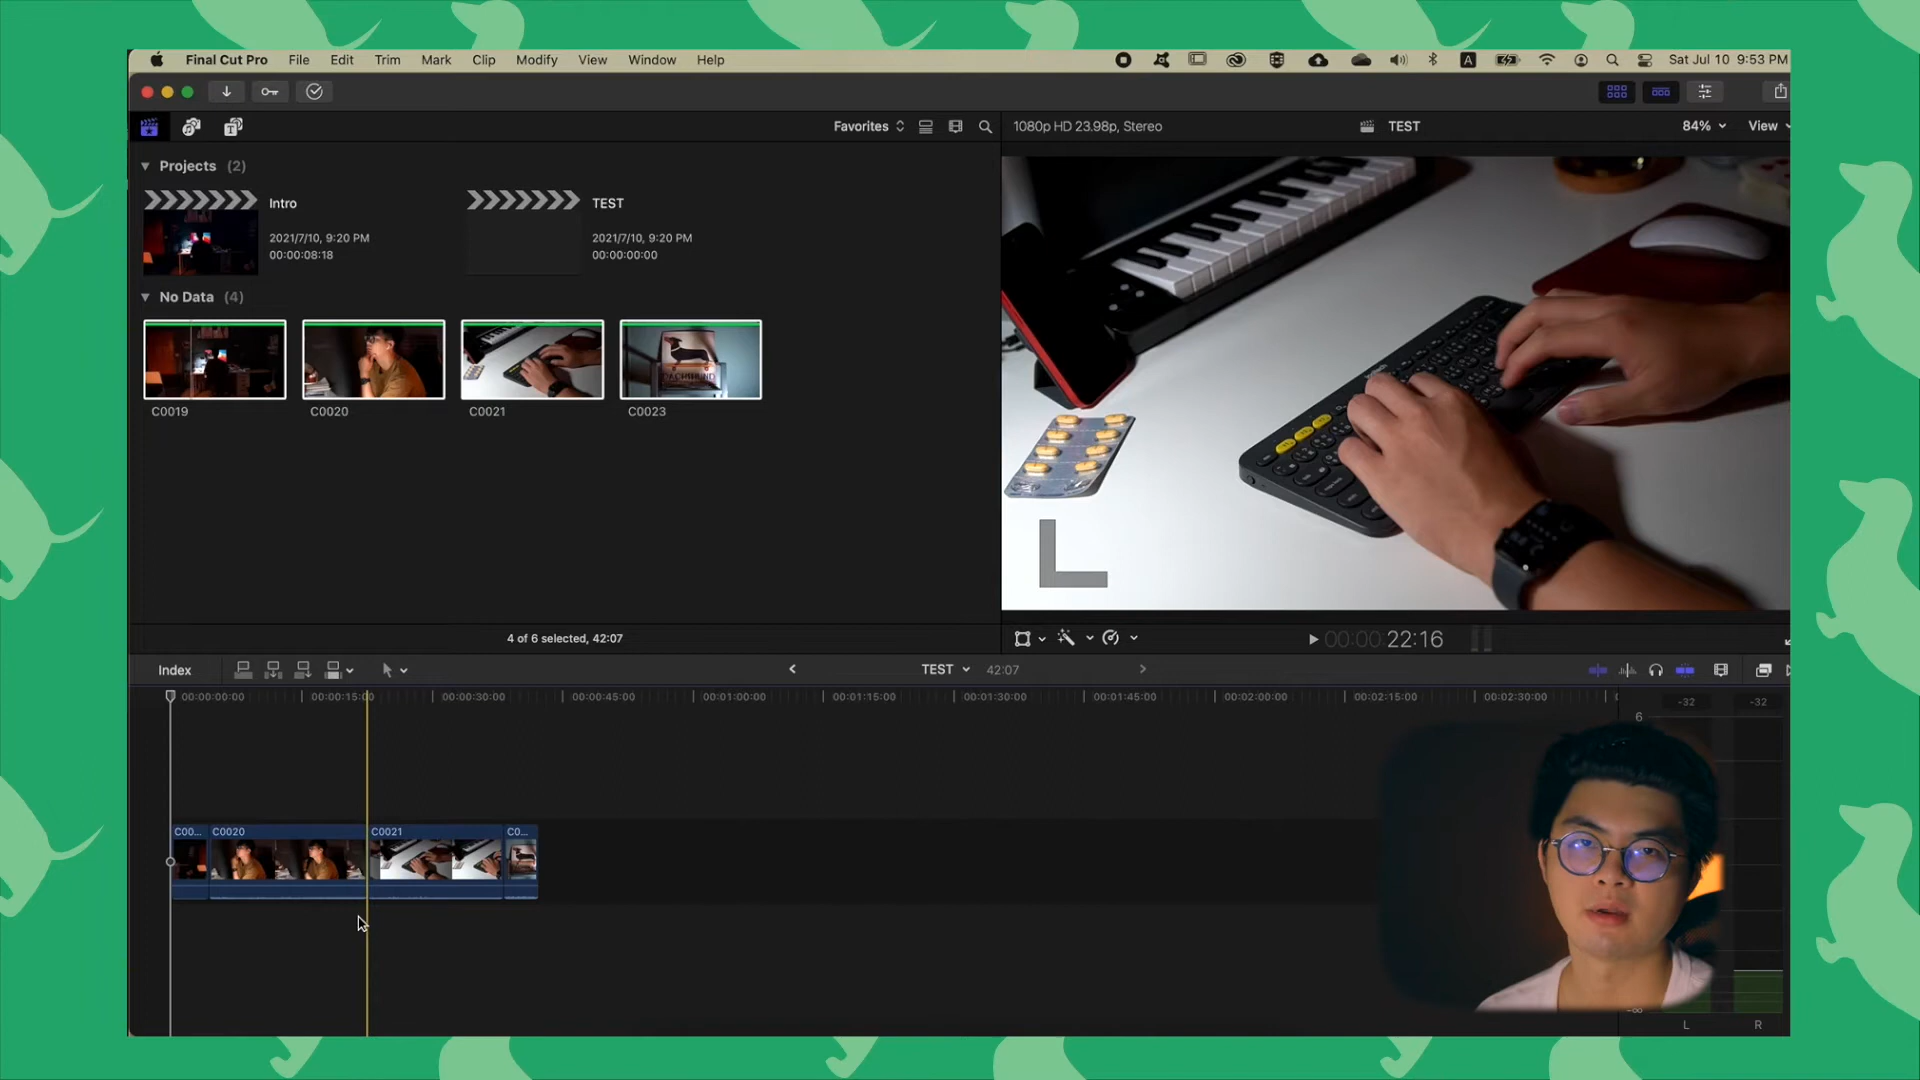 Final Cut Pro File Edit Trim Mark Clip Modify View Window Help A Sat Jul 10 9:53 PM
Favorites 1080p HD 23.98p, Stereo TEST 84% View
Projects (2)
Intro
2021/7/10, 9:20 PM
00:00:08:18
TEST
2021/7/10, 9:20 PM
00:00:00:00
No Data (4)
C0019 C0020 C0021 C0023
4 of 6 selected, 42:07
00:00:22:16
Index TEST 42:07
00:00:00:00 00:00:15:00 00:00:30:00 00:00:45:00 00:01:00:00 00:01:15:00 00:01:30:00 00:01:45:00 00:02:00:00 00:02:15:00 00:02:30:00
-32 -32
6
C00... C0020 C0021 C0...
-∞
L R